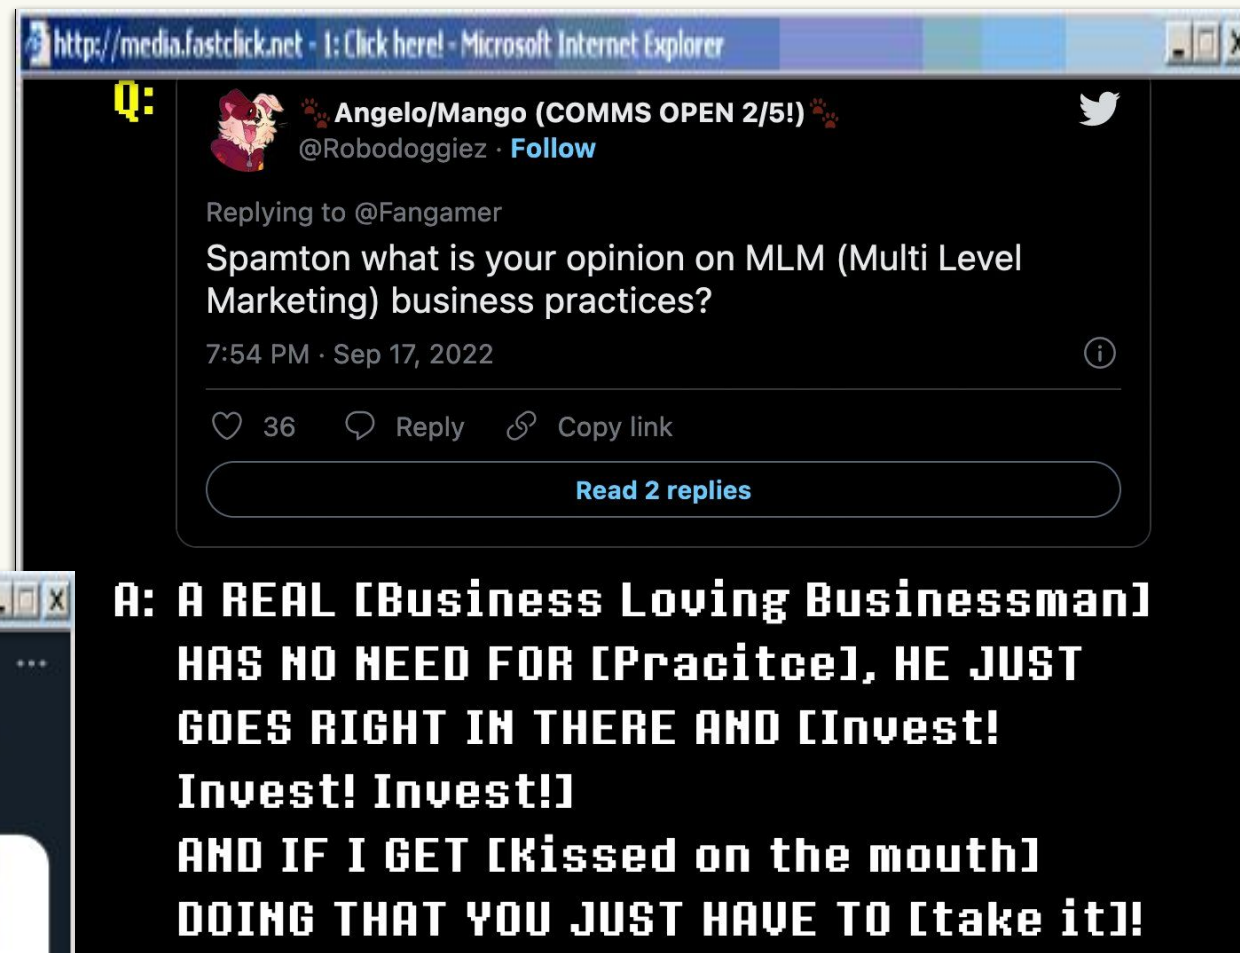 http://media.fastclick.net - 1: Click here! - Microsoft Internet Explorer
Q:
Angelo/Mango (COMMS OPEN 2/5!)
@Robodoggiez · Follow
Replying to @Fangamer
Spamton what is your opinion on MLM (Multi Level
Marketing) business practices?
7:54 PM · Sep 17, 2022
36 Reply Copy link
Read 2 replies
A: A REAL [Business Loving Businessman]
HAS NO NEED FOR [Pracitce], HE JUST
GOES RIGHT IN THERE AND [Invest!
Invest! Invest!]
AND IF I GET [Kissed on the mouth]
DOING THAT YOU JUST HAVE TO [take it]!